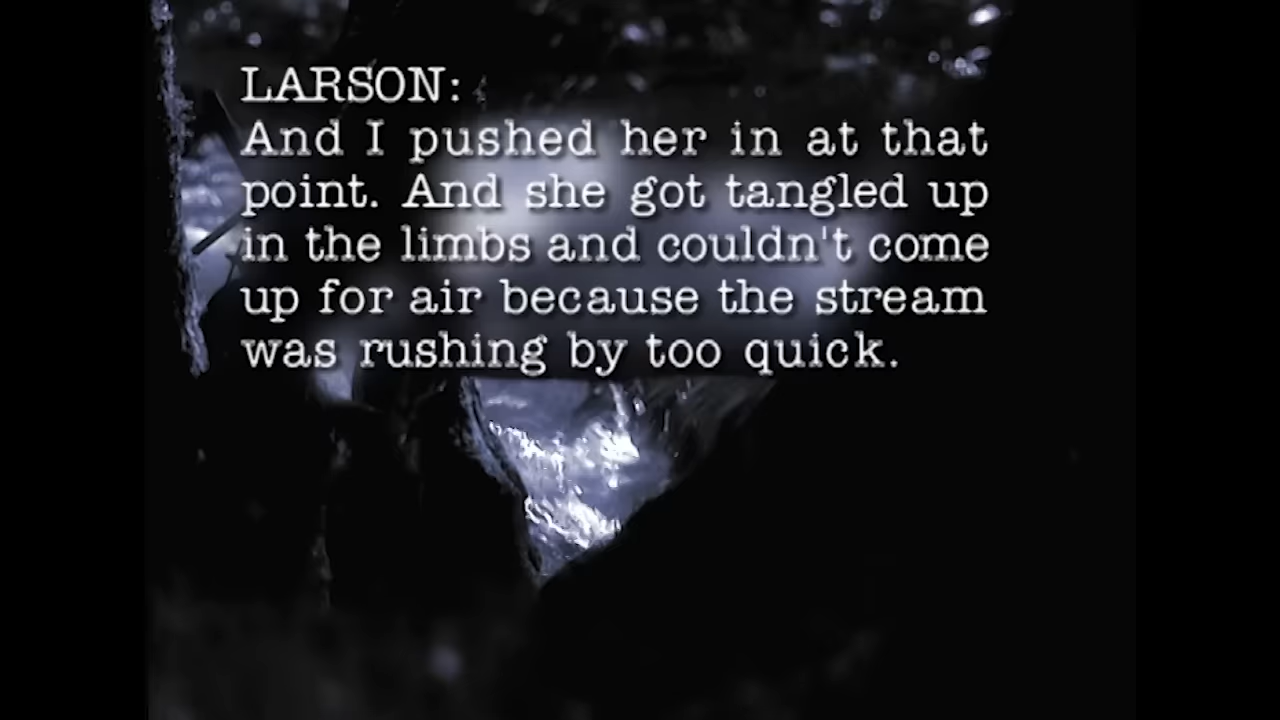 LARSON:
And I pushed her in at that
point. And she got tangled up
in the limbs and couldn't come
up for air because the stream
was rushing by too quick.